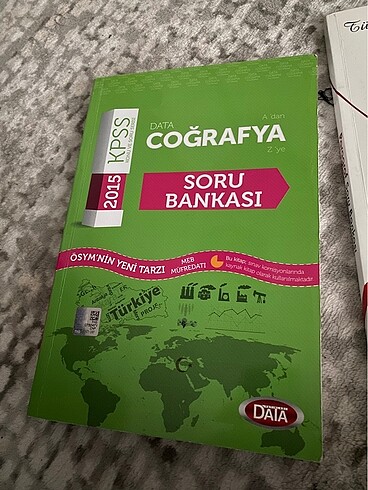 2015 KPSS
DATA
A'dan
COĞRAFYA
Z'ye
SORU
BANKASI
ÖSYM'NİN YENİ TARZI
MEB
MÜFREDATI
Bu kitap, sınav komisyonlarında
kaynak kitap olarak kullanılmaktadır.
Türkiye
PROJE
DATA